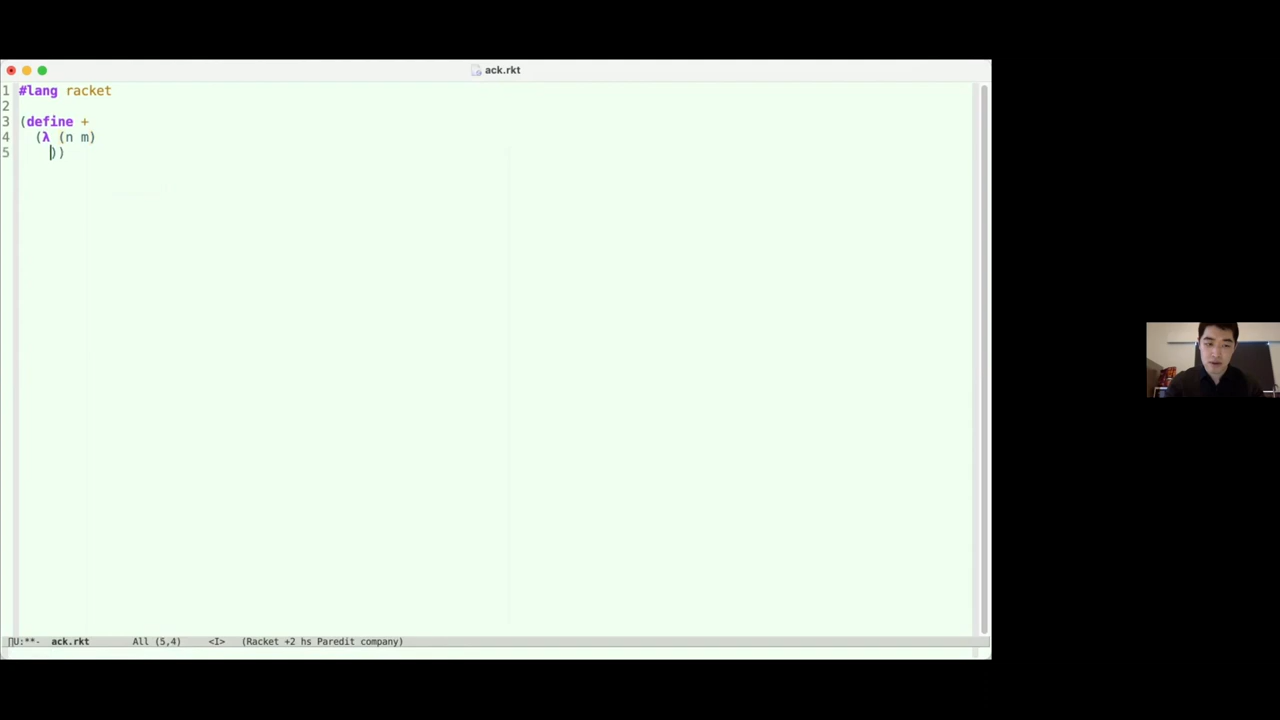 ack.rkt
1 #lang racket
2
3 (define +
4   (λ (n m)
5     ))
U:**-  ack.rkt  All (5,4)  <I>  (Racket +2 hs Paredit company)